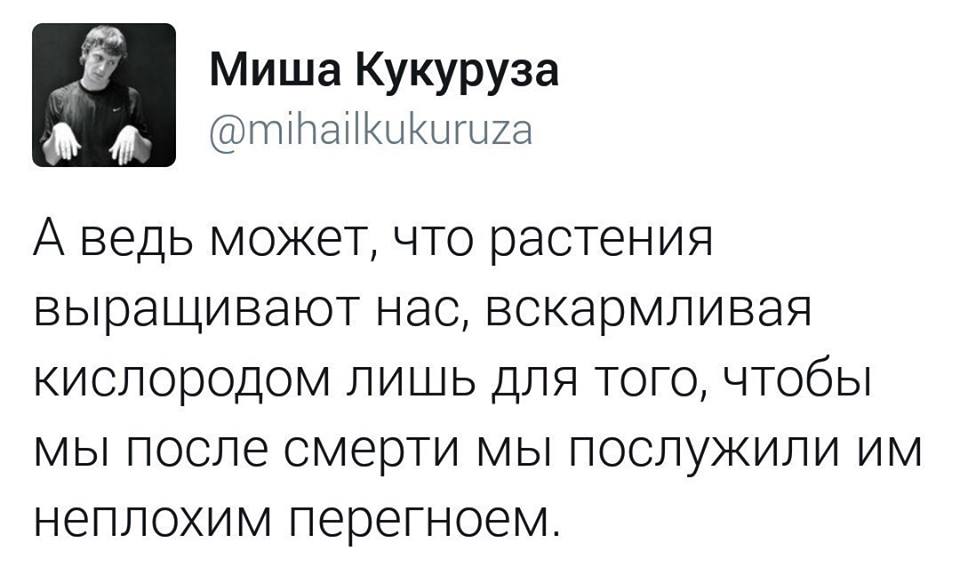 Миша Кукуруза
@mihailkukuruza
А ведь может, что растения
выращивают нас, вскармливая
кислородом лишь для того, чтобы
мы после смерти мы послужили им
неплохим перегноем.